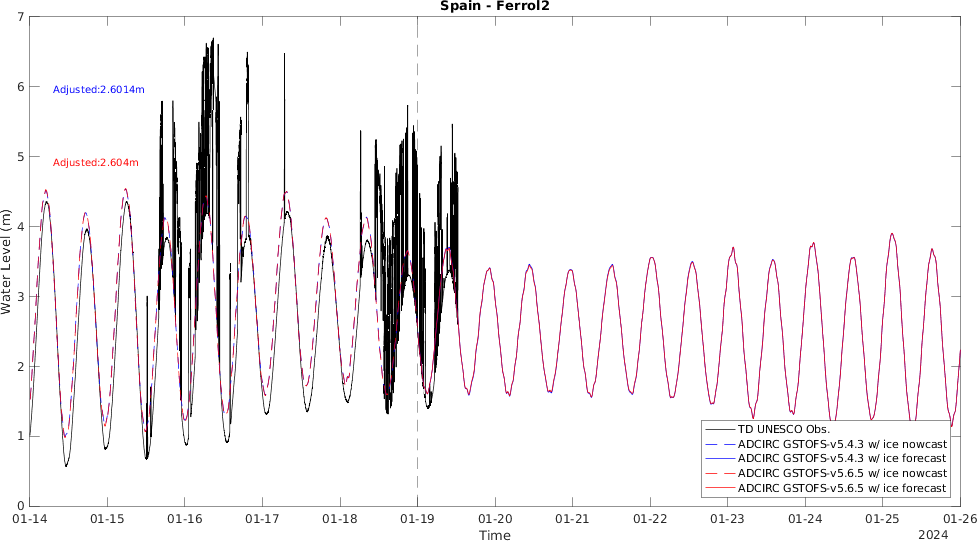 Spain - Ferrol2
7
6
5
4
3
2
1
0
Water Level (m)
Adjusted:2.6014m
Adjusted:2.604m
TD UNESCO Obs.
ADCIRC GSTOFS-v5.4.3 w/ ice nowcast
ADCIRC GSTOFS-v5.4.3 w/ ice forecast
ADCIRC GSTOFS-v5.6.5 w/ ice nowcast
ADCIRC GSTOFS-v5.6.5 w/ ice forecast
01-14 01-15 01-16 01-17 01-18 01-19 01-20 01-21 01-22 01-23 01-24 01-25 01-26
Time
2024